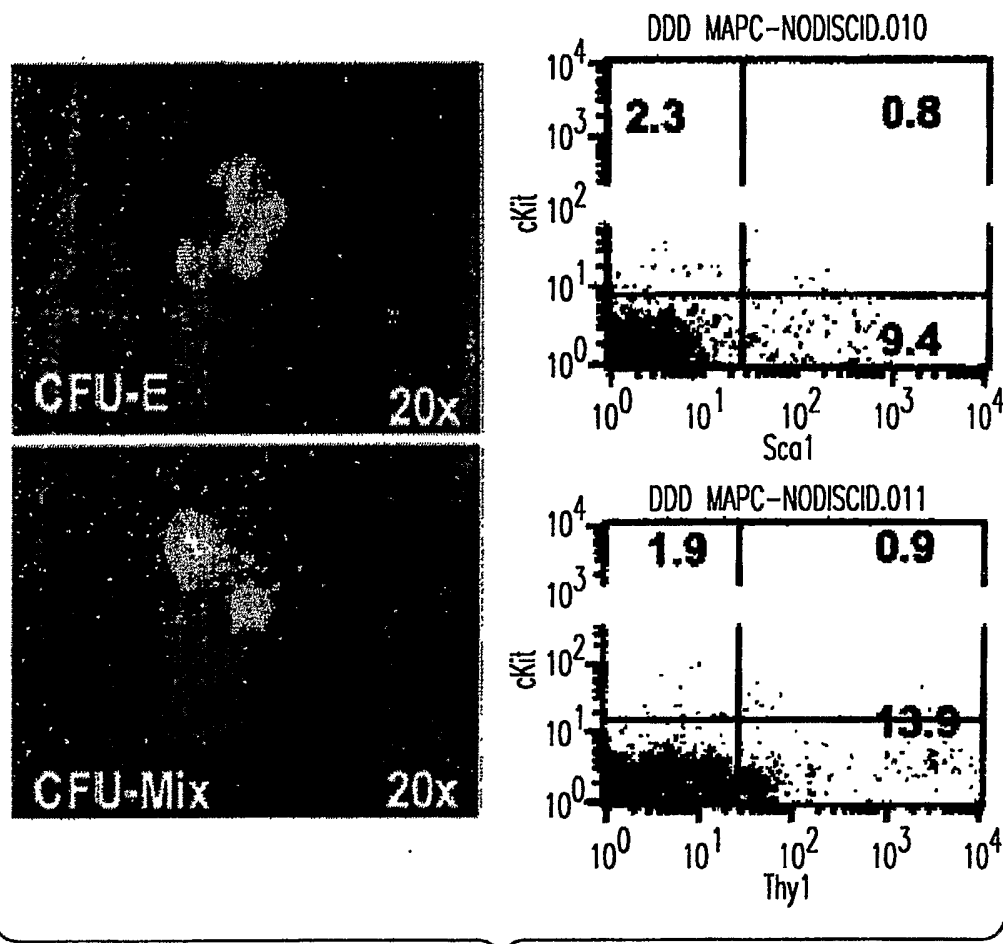 CFU-E
20x
CFU-Mix
20x
DDD MAPC-NODISCID.010
10^4
10^3
10^2
10^1
10^0
cKit
2.3
0.8
9.4
10^0 10^1 10^2 10^3 10^4
Sca1
DDD MAPC-NODISCID.011
10^4
10^3
10^2
10^1
10^0
cKit
1.9
0.9
13.9
10^0 10^1 10^2 10^3 10^4
Thy1